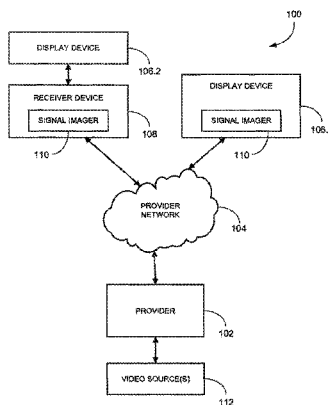 100
DISPLAY DEVICE
106.2
RECEIVER DEVICE
SIGNAL IMAGER
108
110
DISPLAY DEVICE
SIGNAL IMAGER
110
106.
PROVIDER
NETWORK
104
PROVIDER
102
VIDEO SOURCE(S)
112